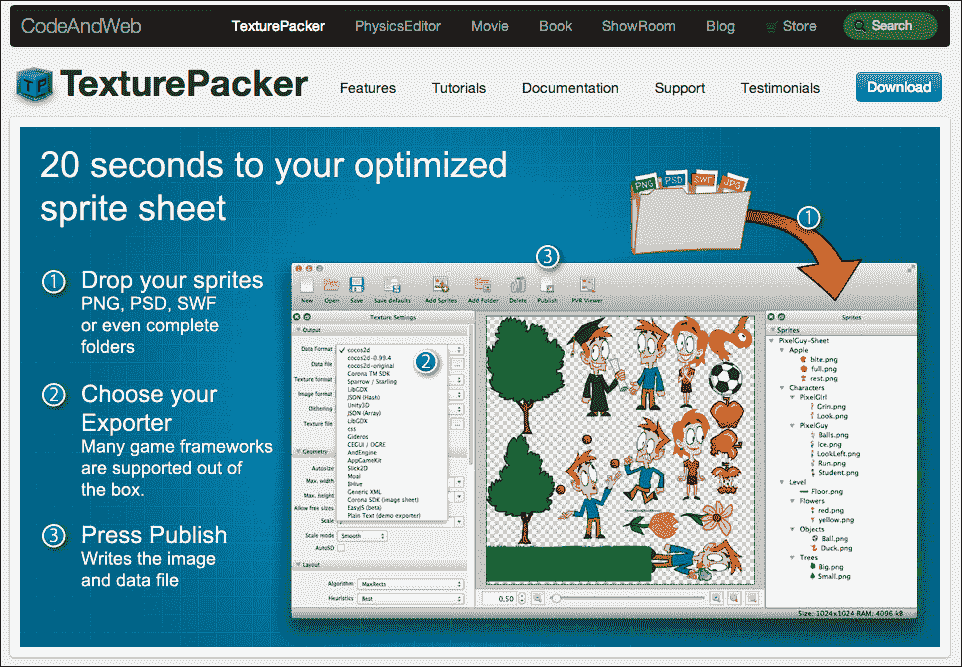 CodeAndWeb
TexturePacker
PhysicsEditor
Movie
Book
ShowRoom
Blog
Store
Search
TP
TexturePacker
Features
Tutorials
Documentation
Support
Testimonials
Download
20 seconds to your optimized
sprite sheet
PNG
PSD
SWF
JPG
1
3
1 Drop your sprites
PNG, PSD, SWF
or even complete
folders
2 Choose your
Exporter
Many game frameworks
are supported out of
the box.
3 Press Publish
Writes the image
and data file
New
Open
Save
Save defaults
Add Sprites
Add Folder
Delete
Publish
PVR Viewer
Texture Settings
Output
Data Format
Data file
Texture format
Image format
Dithering
Texture file
Geometry
Autosize
Max. width
Max. height
Allow free sizes
Scale
Scale mode
Smooth
AutoSD
Layout
Algorithm
MaxRects
Heuristics
Best
2
✓ cocos2d
cocos2d-0.99.4
cocos2d-original
Corona TM SDK
Sparrow / Starling
LibGDX
JSON (Hash)
Unity3D
JSON (Array)
LibGDX
css
Gideros
CEGUI / OGRE
AndEngine
AppGameKit
Slick2D
Moai
BHive
Generic XML
Corona SDK (image sheet)
EaselJS (beta)
Plain Text (demo exporter)
0.50
Sprites
Sprites
PixelGuy-Sheet
Apple
bite.png
full.png
rest.png
Characters
PixelGirl
Grin.png
Look.png
PixelGuy
Balls.png
Ice.png
LookLeft.png
Run.png
Student.png
Level
Floor.png
Flowers
red.png
yellow.png
Objects
Ball.png
Duck.png
Trees
Big.png
Small.png
Size: 1024x1024 RAM: 4096 kB